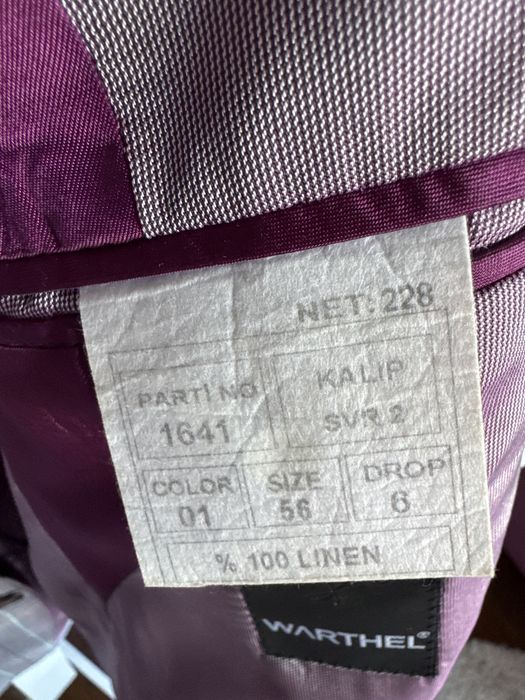 NET: 228
PARTİ NO
1641
KALIP
SVR 2
COLOR
01
SIZE
56
DROP
6
% 100 LINEN
WARTHEL®